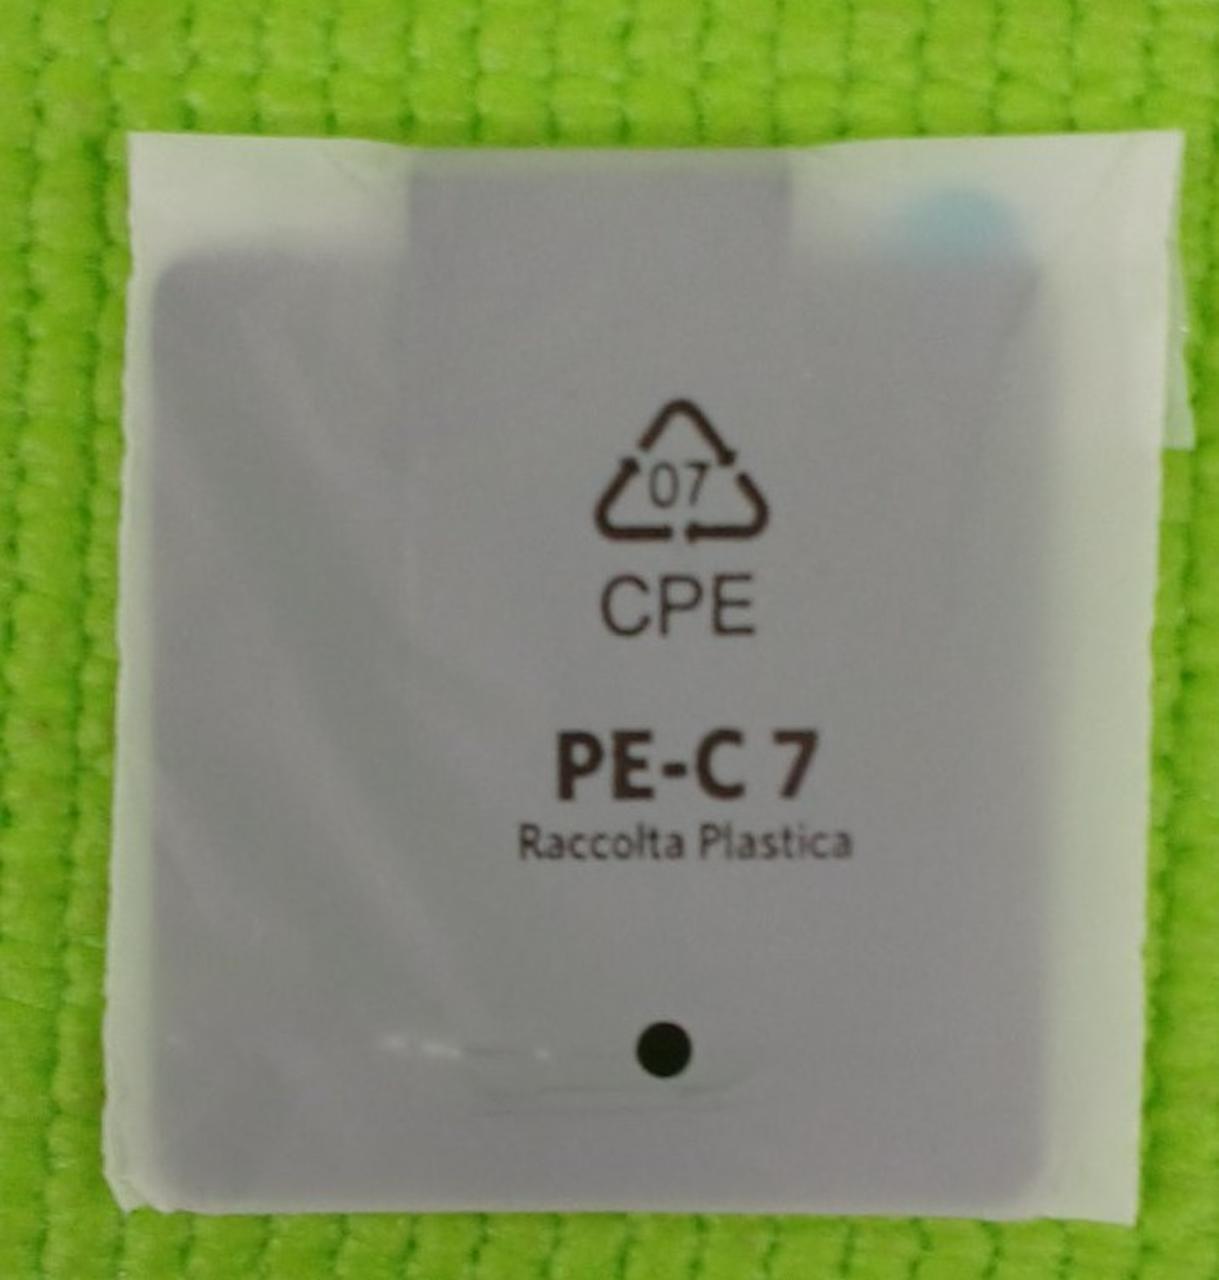 07
CPE
PE-C 7
Raccolta Plastica